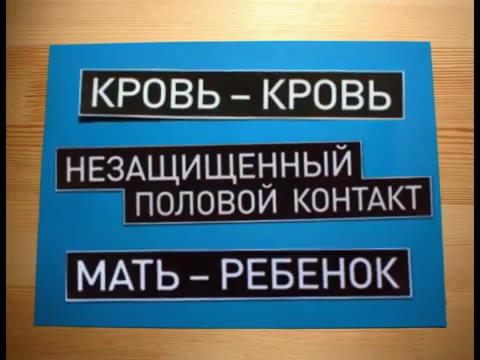 КРОВЬ – КРОВЬ
НЕЗАЩИЩЕННЫЙ
ПОЛОВОЙ КОНТАКТ
МАТЬ – РЕБЕНОК